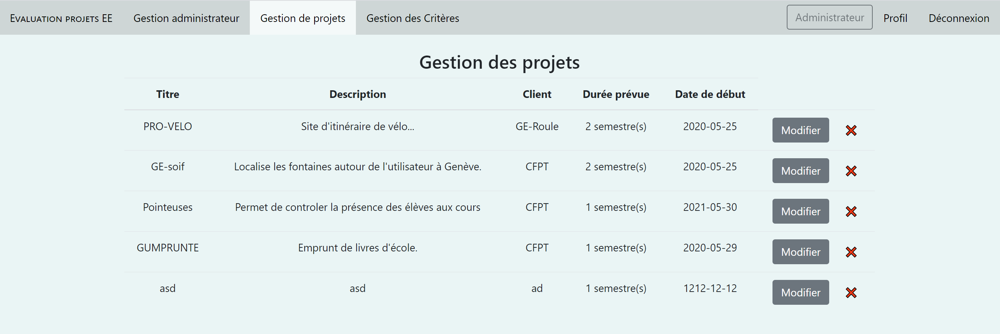 EVALUATION PROJETS EE Gestion administrateur Gestion de projets Gestion des Critères Administrateur Profil Déconnexion
Gestion des projets
Titre Description Client Durée prévue Date de début
PRO-VELO Site d'itinéraire de vélo... GE-Roule 2 semestre(s) 2020-05-25 Modifier
GE-soif Localise les fontaines autour de l'utilisateur à Genève. CFPT 2 semestre(s) 2020-05-25 Modifier
Pointeuses Permet de controler la présence des élèves aux cours CFPT 1 semestre(s) 2021-05-30 Modifier
GUMPRUNTE Emprunt de livres d'école. CFPT 1 semestre(s) 2020-05-29 Modifier
asd asd ad 1 semestre(s) 1212-12-12 Modifier